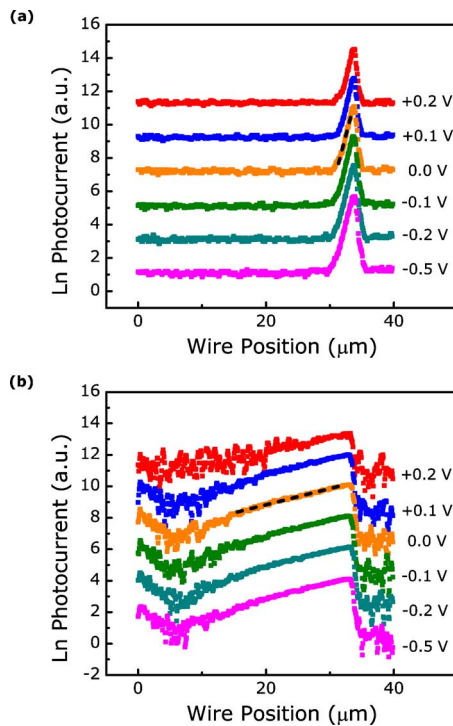 (a)
16
14
12
10
8
6
4
2
0
Ln Photocurrent (a.u.)
+0.2 V
+0.1 V
0.0 V
-0.1 V
-0.2 V
-0.5 V
0
20
40
Wire Position (μm)
(b)
16
14
12
10
8
6
4
2
0
-2
Ln Photocurrent (a.u.)
+0.2 V
+0.1 V
0.0 V
-0.1 V
-0.2 V
-0.5 V
0
20
40
Wire Position (μm)